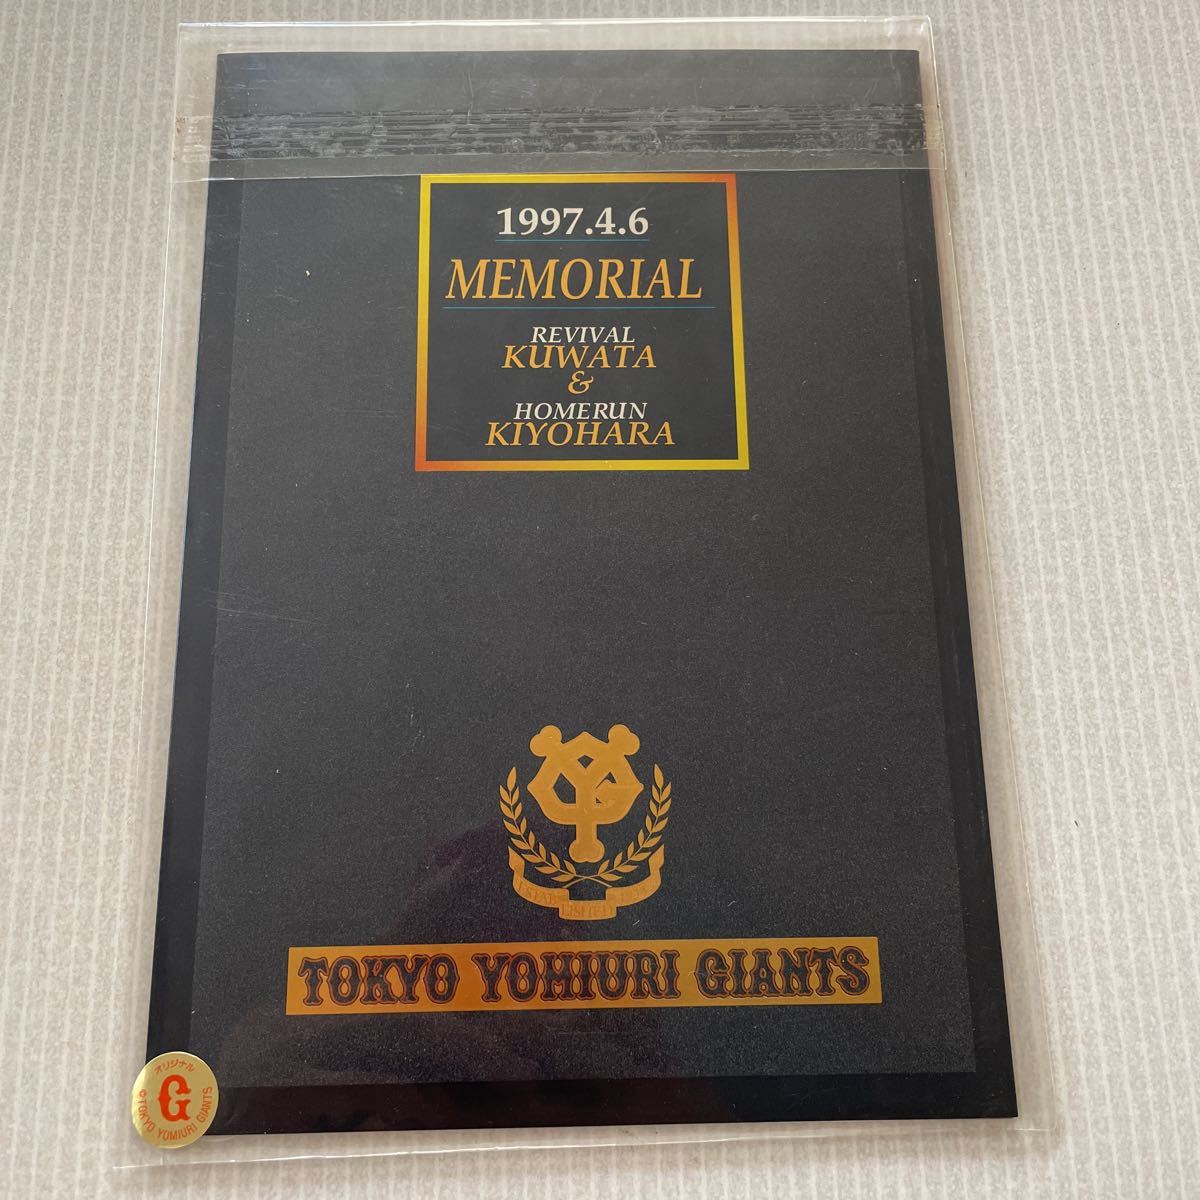 1997.4.6
MEMORIAL
REVIVAL
KUWATA
&
HOMERUN
KIYOHARA
TOKYO YOMIURI GIANTS
オリジナル
G
©TOKYO YOMIURI GIANTS